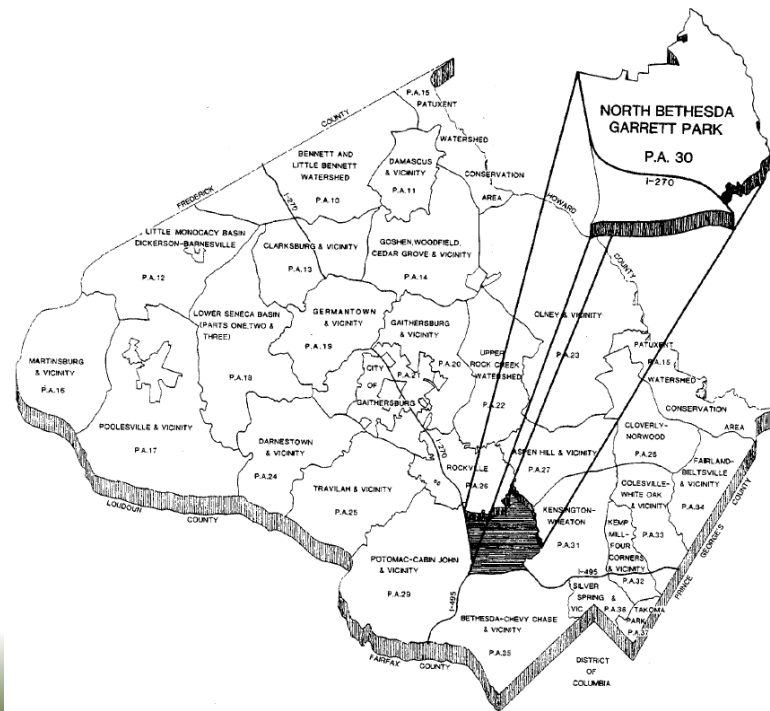 P.A.15
PATUXENT
WATERSHED
CONSERVATION
AREA
COUNTY
FREDERICK
HOWARD
COUNTY
NORTH BETHESDA
GARRETT PARK
P.A. 30
I-270
BENNETT AND
LITTLE BENNETT
WATERSHED
P.A.10
I-270
DAMASCUS
& VICINITY
P.A.11
LITTLE MONOCACY BASIN
DICKERSON-BARNESVILLE
P.A.12
CLARKSBURG & VICINITY
P.A.13
GOSHEN, WOODFIELD,
CEDAR GROVE & VICINITY
P.A.14
LOWER SENECA BASIN
(PARTS ONE, TWO &
THREE)
P.A.18
GERMANTOWN
& VICINITY
P.A.19
GAITHERSBURG
& VICINITY
P.A.20
P.A.21
CITY
OF
GAITHERSBURG
UPPER
ROCK CREEK
WATERSHED
P.A.22
OLNEY & VICINITY
P.A.23
PATUXENT
P.A.15
WATERSHED
CONSERVATION
AREA
MARTINSBURG
& VICINITY
P.A.16
POOLESVILLE & VICINITY
P.A.17
DARNESTOWN
& VICINITY
P.A.24
TRAVILAH & VICINITY
P.A.25
I-270
ROCKVILLE
P.A.26
ASPEN HILL & VICINITY
P.A.27
CLOVERLY-
NORWOOD
P.A.28
FAIRLAND-
BELTSVILLE
& VICINITY
P.A.34
COLESVILLE-
WHITE OAK
& VICINITY
P.A.33
KENSINGTON-
WHEATON
P.A.31
KEMP
MILL-
FOUR
CORNERS
& VICINITY
P.A.32
POTOMAC-CABIN JOHN
& VICINITY
P.A.29
I-495
I-495
BETHESDA-CHEVY CHASE
& VICINITY
P.A.35
SILVER
SPRING &
VIC.
P.A.36
TAKOMA
PARK
P.A.37
LOUDOUN
COUNTY
FAIRFAX
COUNTY
PRINCE
GEORGE'S
COUNTY
DISTRICT
OF
COLUMBIA